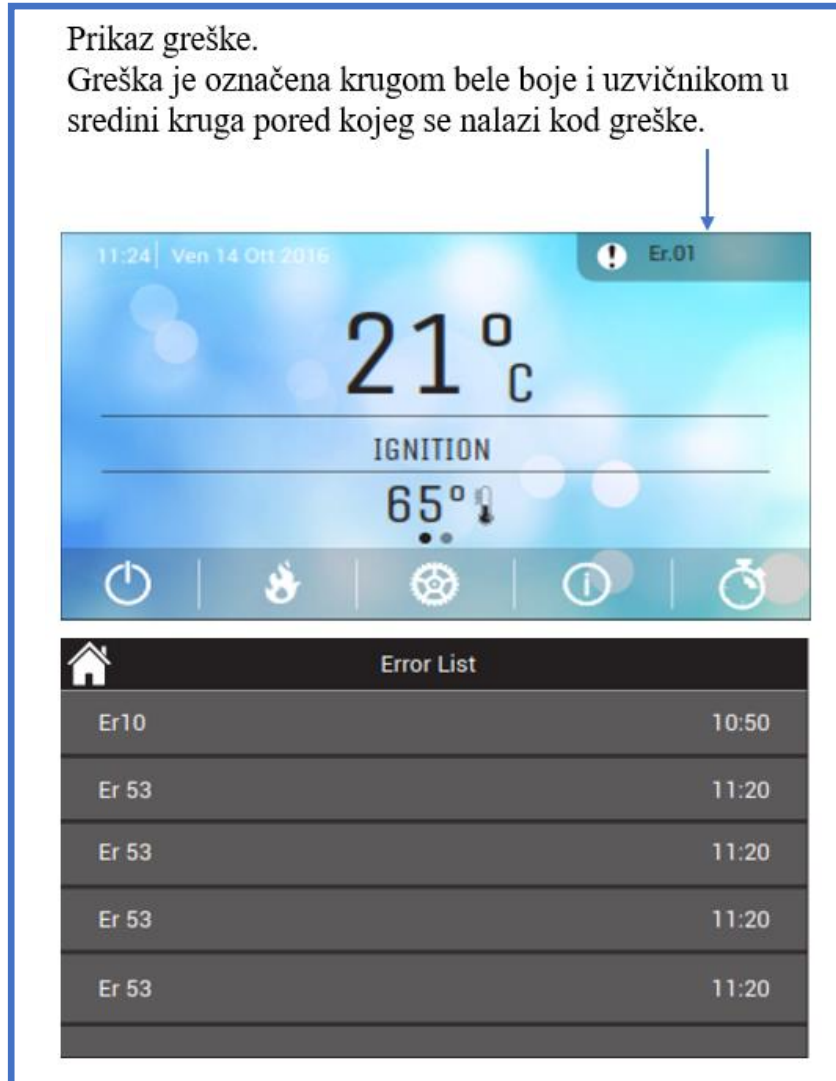 Prikaz greške.
Greška je označena krugom bele boje i uzvičnikom u
sredini kruga pored kojeg se nalazi kod greške.
11:24 Ven 14 Ott 2016
! Er.01
21°C
IGNITION
65°
Error List
Er10 10:50
Er 53 11:20
Er 53 11:20
Er 53 11:20
Er 53 11:20